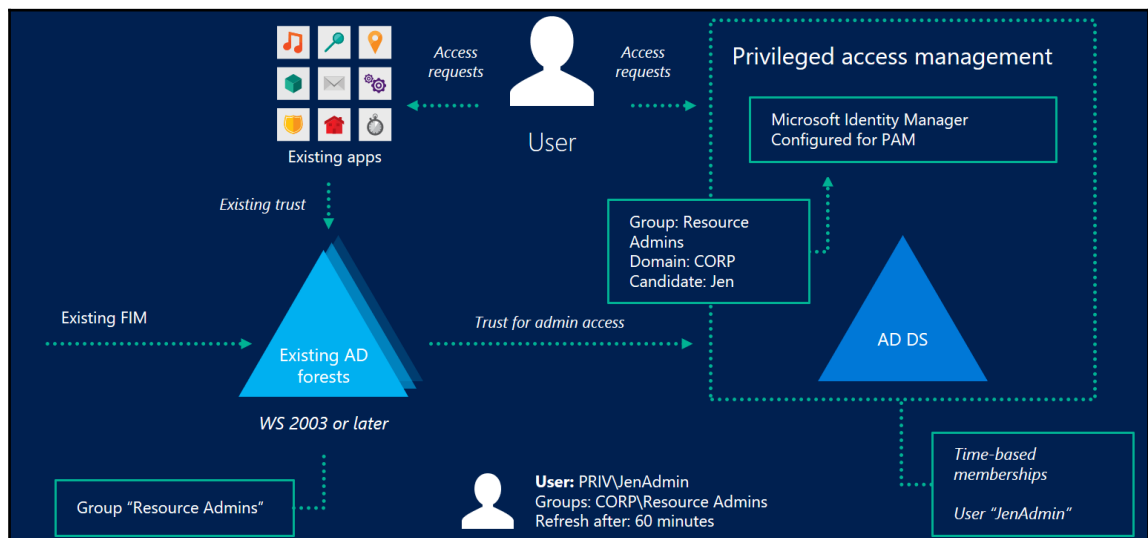 Access
requests
Access
requests
User
Existing apps
Privileged access management
Microsoft Identity Manager
Configured for PAM
Existing trust
Group: Resource
Admins
Domain: CORP
Candidate: Jen
Existing FIM
Existing AD
forests
WS 2003 or later
Trust for admin access
AD DS
Group “Resource Admins”
User: PRIV\JenAdmin
Groups: CORP\Resource Admins
Refresh after: 60 minutes
Time-based
memberships
User “JenAdmin”